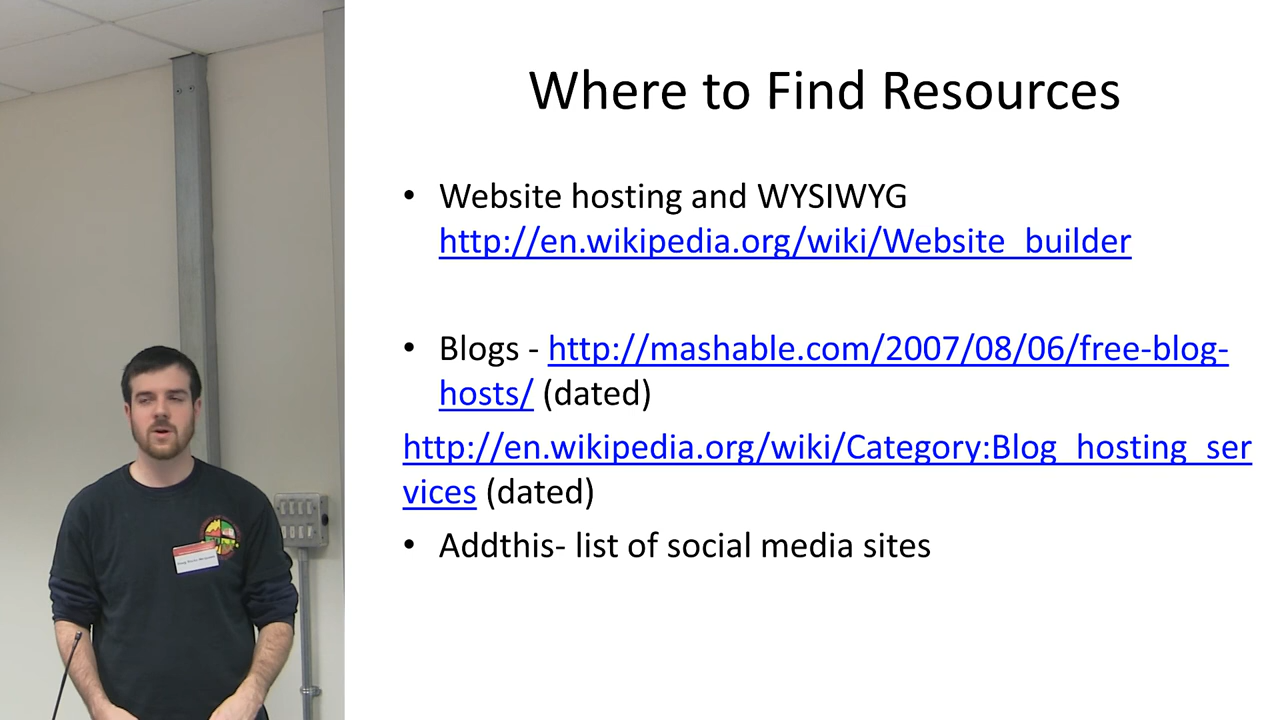 Where to Find Resources
• Website hosting and WYSIWYG
http://en.wikipedia.org/wiki/Website_builder
• Blogs - http://mashable.com/2007/08/06/free-blog-
hosts/ (dated)
http://en.wikipedia.org/wiki/Category:Blog_hosting_ser
vices (dated)
• Addthis- list of social media sites